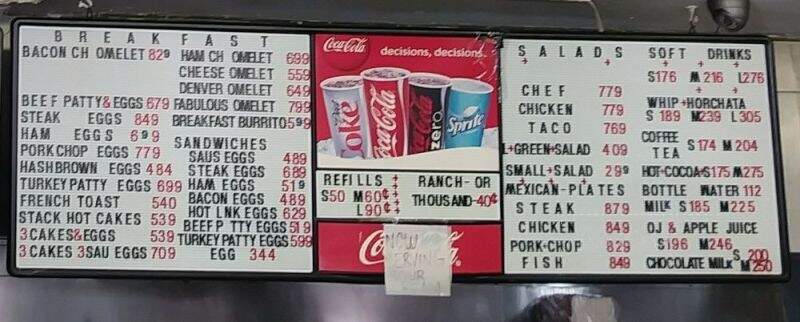 BREAKFAST
BACON CH OMELET 829
BEEF PATTY & EGGS 679
STEAK EGGS 849
HAM EGGS 699
PORK CHOP EGGS 779
HASHBROWN EGGS 484
TURKEY PATTY EGGS 699
FRENCH TOAST 540
STACK HOT CAKES 539
3 CAKES & EGGS 539
3 CAKES 3 SAU EGGS 709
HAM CH OMELET 699
CHEESE OMELET 559
DENVER OMELET 649
FABULOUS OMELET 799
BREAKFAST BURRITO 599
SANDWICHES
SAUS EGGS 489
STEAK EGGS 689
HAM EGGS 519
BACON EGGS 489
HOT LNK EGGS 629
BEEF P TTY EGGS 519
TURKEY PATTY EGGS 599
EGG 344
Coca-Cola
decisions, decisions..
Coke
Coca-Cola
zero
Sprite
REFILLS
S50 M60¢
L90¢
RANCH-OR
THOUSAND-40¢
NOW
SERVING
SALADS
CHEF 779
CHICKEN 779
TACO 769
L+GREEN+SALAD 409
SMALL+SALAD 299
MEXICAN-PLATES
STEAK 879
CHICKEN 849
PORK+CHOP 829
FISH 849
SOFT DRINKS
S176 M216 L276
WHIP+HORCHATA
S 189 M239 L305
COFFEE
TEA S174 M204
HOT-COCOA+S175 M275
BOTTLE WATER 112
MILK S185 M225
OJ & APPLE JUICE
S196 M246
CHOCOLATE MILK S 200
M 250